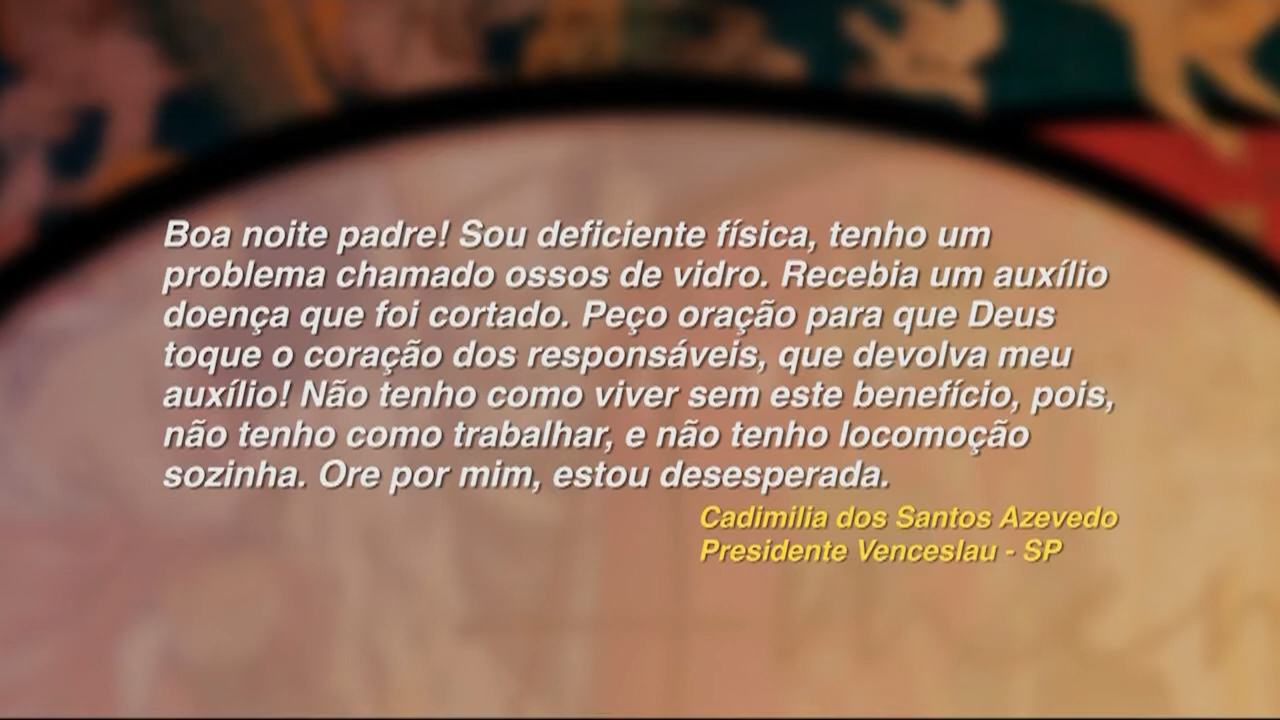 Boa noite padre! Sou deficiente física, tenho um
problema chamado ossos de vidro. Recebia um auxílio
doença que foi cortado. Peço oração para que Deus
toque o coração dos responsáveis, que devolva meu
auxílio! Não tenho como viver sem este benefício, pois,
não tenho como trabalhar, e não tenho locomoção
sozinha. Ore por mim, estou desesperada.
Cadimilia dos Santos Azevedo
Presidente Venceslau - SP